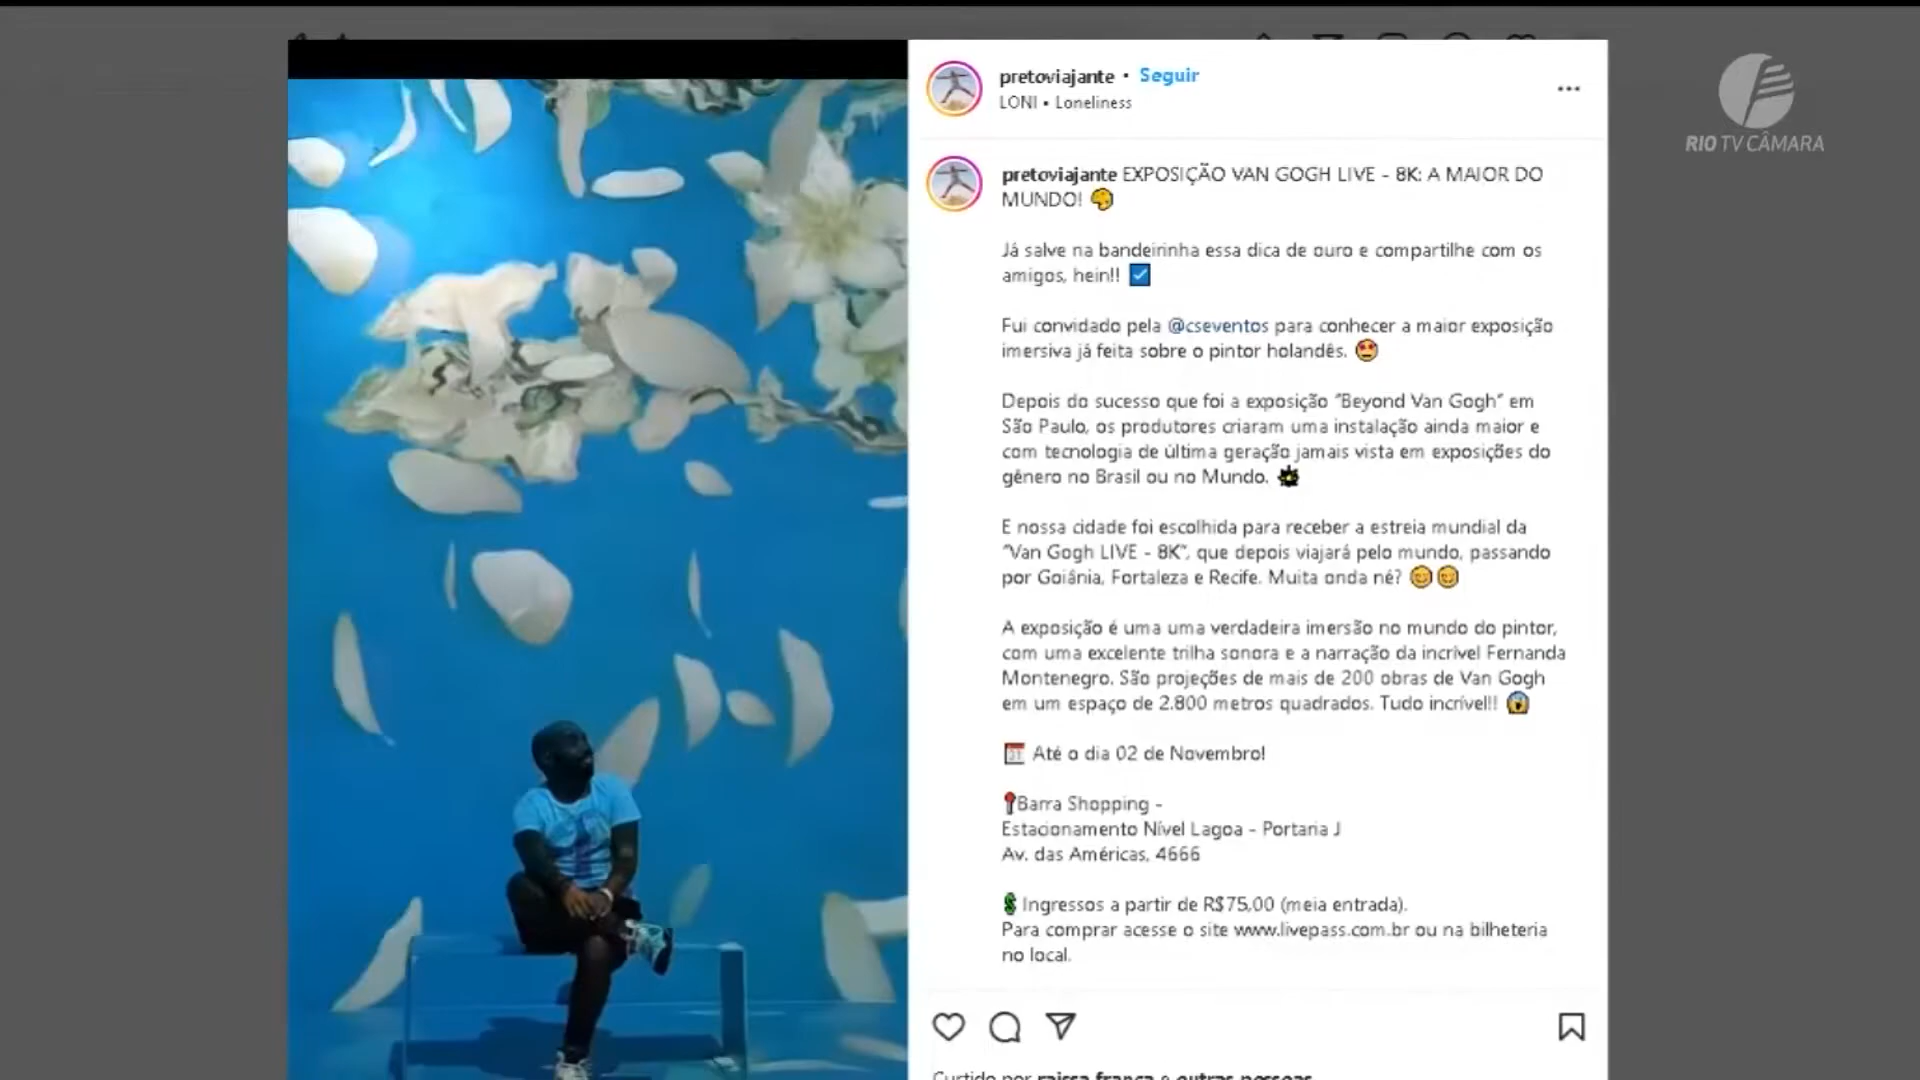 pretoviajante • Seguir
LONI • Loneliness
RIO TV CÂMARA
pretoviajante EXPOSIÇÃO VAN GOGH LIVE - 8K: A MAIOR DO
MUNDO!
Já salve na bandeirinha essa dica de ouro e compartilhe com os
amigos, hein!!
Fui convidado pela @cseventos para conhecer a maior exposição
imersiva já feita sobre o pintor holandês.
Depois do sucesso que foi a exposição "Beyond Van Gogh" em
São Paulo, os produtores criaram uma instalação ainda maior e
com tecnologia de última geração jamais vista em exposições do
gênero no Brasil ou no Mundo.
E nossa cidade foi escolhida para receber a estreia mundial da
"Van Gogh LIVE - 8K", que depois viajará pelo mundo, passando
por Goiânia, Fortaleza e Recife. Muita onda né?
A exposição é uma uma verdadeira imersão no mundo do pintor,
com uma excelente trilha sonora e a narração da incrível Fernanda
Montenegro. São projeções de mais de 200 obras de Van Gogh
em um espaço de 2.800 metros quadrados. Tudo incrível!!
Até o dia 02 de Novembro!
Barra Shopping -
Estacionamento Nível Lagoa - Portaria J
Av. das Américas, 4666
Ingressos a partir de R$75,00 (meia entrada).
Para comprar acesse o site www.livepass.com.br ou na bilheteria
no local.
Curtido por raissa.franca e outras pessoas